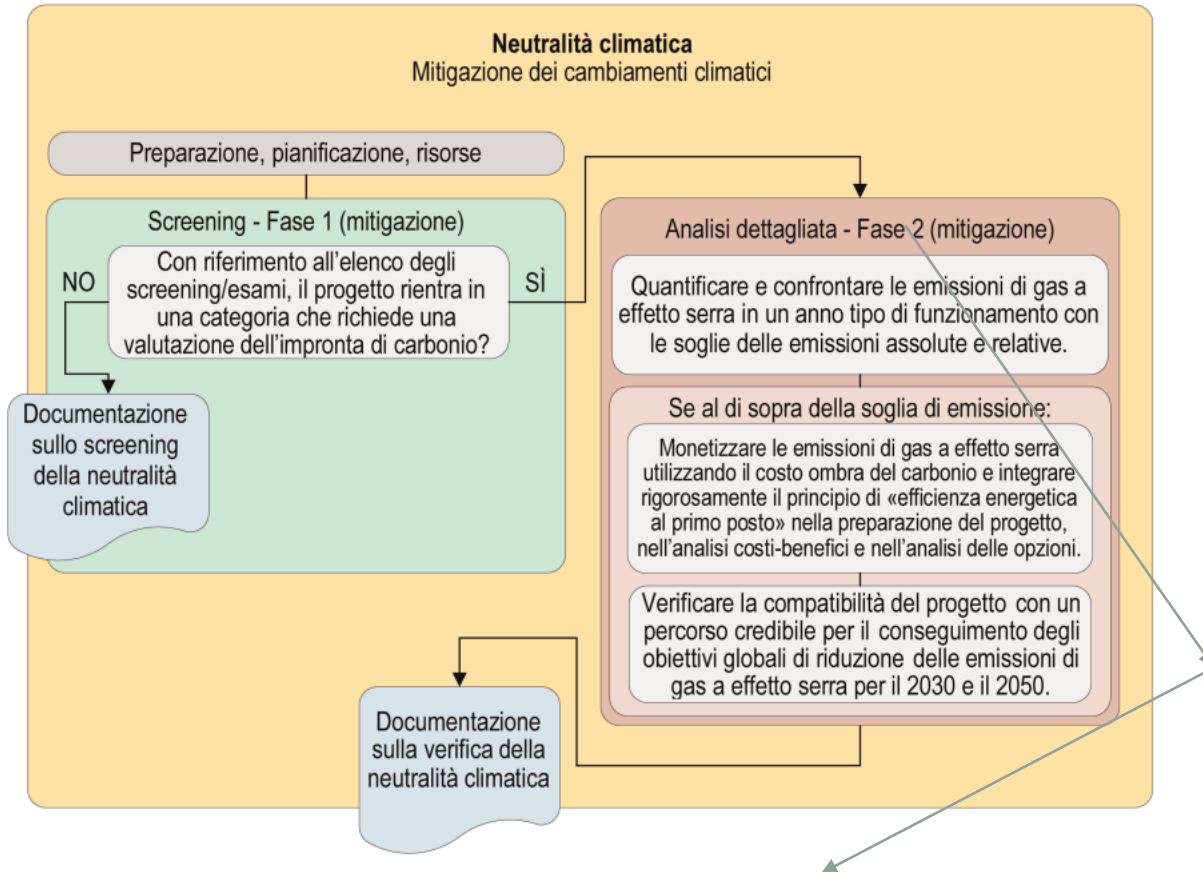 Neutralità climatica
Mitigazione dei cambiamenti climatici
Preparazione, pianificazione, risorse
Screening - Fase 1 (mitigazione)
NO
Con riferimento all'elenco degli
screening/esami, il progetto rientra in
una categoria che richiede una
valutazione dell'impronta di carbonio?
SÌ
Documentazione
sullo screening
della neutralità
climatica
Analisi dettagliata - Fase 2 (mitigazione)
Quantificare e confrontare le emissioni di gas a
effetto serra in un anno tipo di funzionamento con
le soglie delle emissioni assolute e relative.
Se al di sopra della soglia di emissione:
Monetizzare le emissioni di gas a effetto serra
utilizzando il costo ombra del carbonio e integrare
rigorosamente il principio di «efficienza energetica
al primo posto» nella preparazione del progetto,
nell'analisi costi-benefici e nell'analisi delle opzioni.
Verificare la compatibilità del progetto con un
percorso credibile per il conseguimento degli
obiettivi globali di riduzione delle emissioni di
gas a effetto serra per il 2030 e il 2050.
Documentazione
sulla verifica della
neutralità climatica